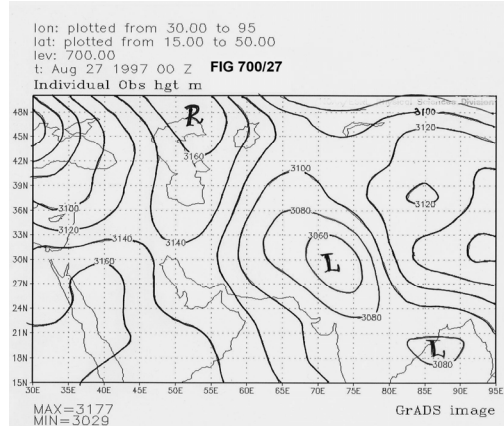 lon: plotted from 30.00 to 95
lat: plotted from 15.00 to 50.00
lev: 700.00
t: Aug 27 1997 00 Z FIG 700/27
Individual Obs hgt m
48N
45N
42N
39N
36N
33N
30N
27N
24N
21N
18N
15N
R
3160
3100
3120
3140
3160
3140
3100
3080
3060
L
3080
3100
3120
3120
L
3080
30E 35E 40E 45E 50E 55E 60E 65E 70E 75E 80E 85E 90E 95E
MAX=3177
MIN=3029
GrADS image